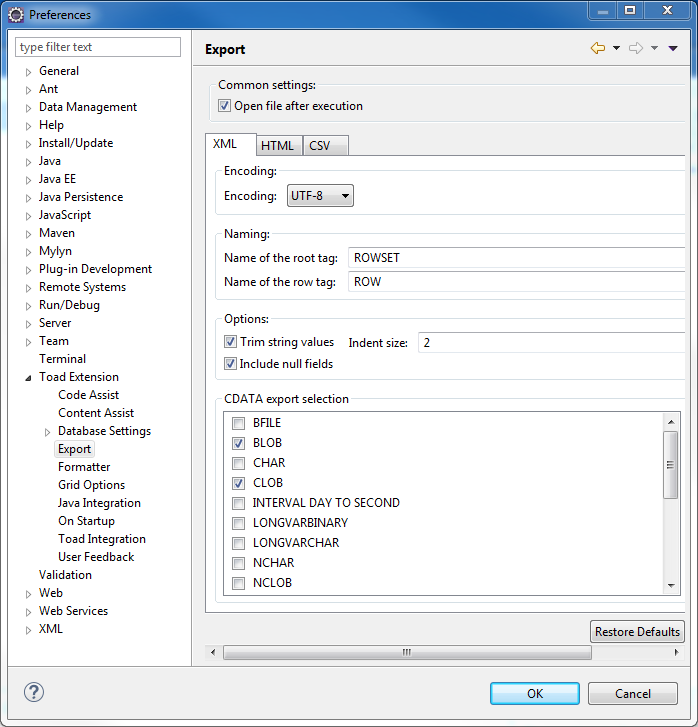 Preferences
type filter text
General
Ant
Data Management
Help
Install/Update
Java
Java EE
Java Persistence
JavaScript
Maven
Mylyn
Plug-in Development
Remote Systems
Run/Debug
Server
Team
Terminal
Toad Extension
Code Assist
Content Assist
Database Settings
Export
Formatter
Grid Options
Java Integration
On Startup
Toad Integration
User Feedback
Validation
Web
Web Services
XML
Export
Common settings:
Open file after execution
XML HTML CSV
Encoding:
Encoding: UTF-8
Naming:
Name of the root tag: ROWSET
Name of the row tag: ROW
Options:
Trim string values Indent size: 2
Include null fields
CDATA export selection
BFILE
BLOB
CHAR
CLOB
INTERVAL DAY TO SECOND
LONGVARBINARY
LONGVARCHAR
NCHAR
NCLOB
Restore Defaults
OK Cancel